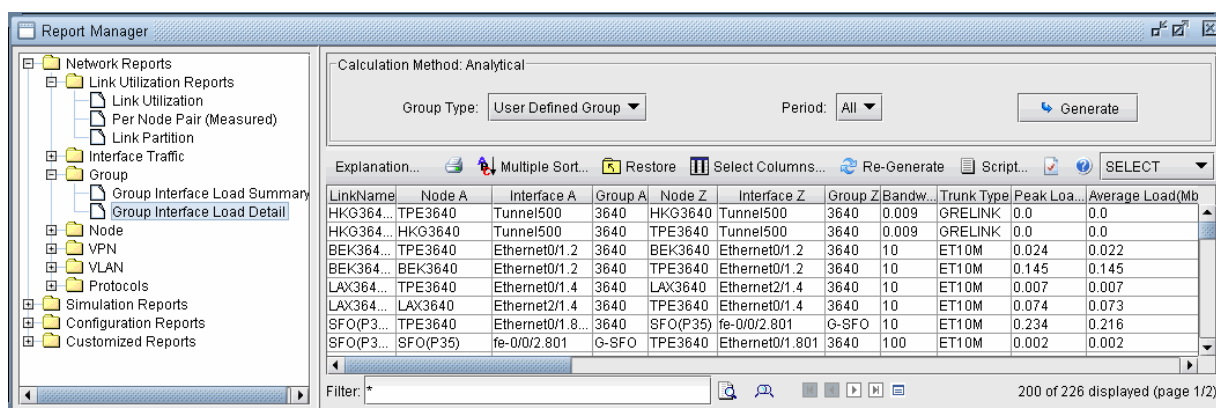 Report Manager
Network Reports
Link Utilization Reports
Link Utilization
Per Node Pair (Measured)
Link Partition
Interface Traffic
Group
Group Interface Load Summary
Group Interface Load Detail
Node
VPN
VLAN
Protocols
Simulation Reports
Configuration Reports
Customized Reports
Calculation Method: Analytical
Group Type: User Defined Group Period: All Generate
Explanation... Multiple Sort... Restore Select Columns... Re-Generate Script... SELECT
LinkName Node A Interface A Group A Node Z Interface Z Group Z Bandw... Trunk Type Peak Loa... Average Load(Mb
HKG364... TPE3640 Tunnel500 3640 HKG3640 Tunnel500 3640 0.009 GRELINK 0.0 0.0
HKG364... HKG3640 Tunnel500 3640 TPE3640 Tunnel500 3640 0.009 GRELINK 0.0 0.0
BEK364... TPE3640 Ethernet0/1.2 3640 BEK3640 Ethernet0/1.2 3640 10 ET10M 0.024 0.022
BEK364... BEK3640 Ethernet0/1.2 3640 TPE3640 Ethernet0/1.2 3640 10 ET10M 0.145 0.145
LAX364... TPE3640 Ethernet0/1.4 3640 LAX3640 Ethernet2/1.4 3640 10 ET10M 0.007 0.007
LAX364... LAX3640 Ethernet2/1.4 3640 TPE3640 Ethernet0/1.4 3640 10 ET10M 0.074 0.073
SFO(P3... TPE3640 Ethernet0/1.8... 3640 SFO(P35) fe-0/0/2.801 G-SFO 10 ET10M 0.234 0.216
SFO(P3... SFO(P35) fe-0/0/2.801 G-SFO TPE3640 Ethernet0/1.801 3640 100 ET10M 0.002 0.002
Filter: * 200 of 226 displayed (page 1/2)